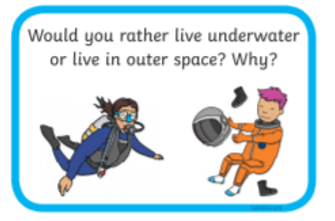 Would you rather live underwater
or live in outer space? Why?